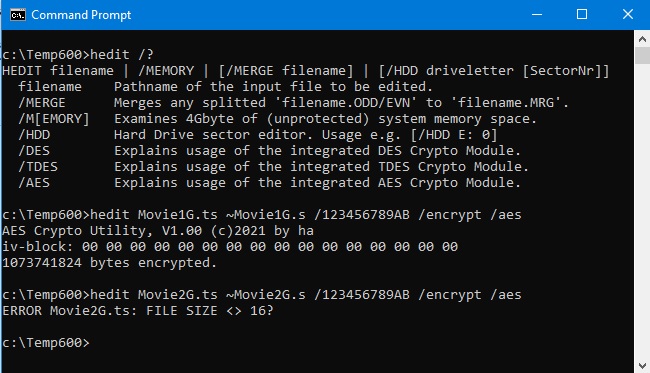 Command Prompt
c:\Temp600>hedit /?
HEDIT filename | /MEMORY | [/MERGE filename] | [/HDD driveletter [SectorNr]]
filename    Pathname of the input file to be edited.
/MERGE      Merges any splitted 'filename.ODD/EVN' to 'filename.MRG'.
/M[EMORY]   Examines 4Gbyte of (unprotected) system memory space.
/HDD        Hard Drive sector editor. Usage e.g. [/HDD E: 0]
/DES        Explains usage of the integrated DES Crypto Module.
/TDES       Explains usage of the integrated TDES Crypto Module.
/AES        Explains usage of the integrated AES Crypto Module.
c:\Temp600>hedit Movie1G.ts ~Movie1G.s /123456789AB /encrypt /aes
AES Crypto Utility, V1.00 (c)2021 by ha
iv-block: 00 00 00 00 00 00 00 00 00 00 00 00 00 00 00 00
1073741824 bytes encrypted.
c:\Temp600>hedit Movie2G.ts ~Movie2G.s /123456789AB /encrypt /aes
ERROR Movie2G.ts: FILE SIZE <> 16?
c:\Temp600>